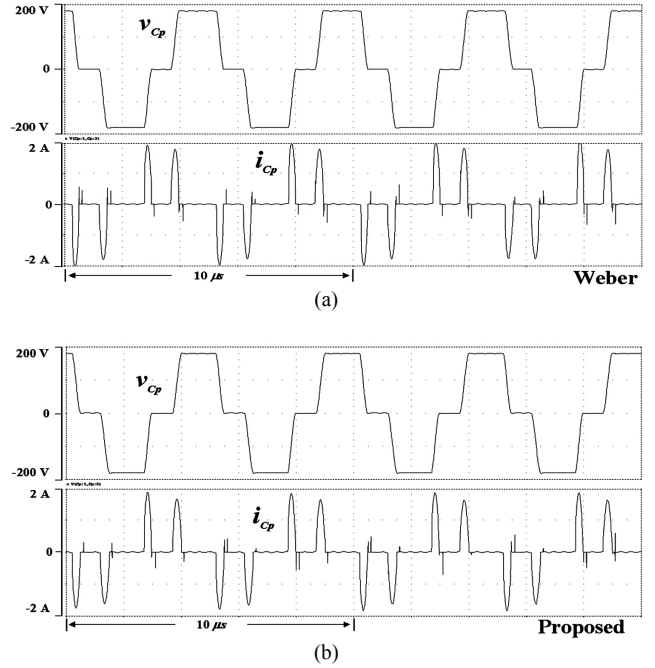 200 V
v_Cp
0
-200 V
2 A
i_Cp
0
-2 A
10 µs
Weber
(a)
200 V
v_Cp
0
-200 V
2 A
i_Cp
0
-2 A
10 µs
Proposed
(b)